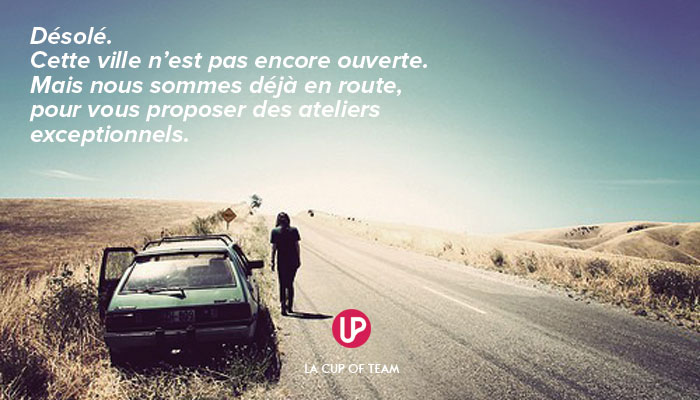 Désolé.
Cette ville n’est pas encore ouverte.
Mais nous sommes déjà en route,
pour vous proposer des ateliers
exceptionnels.
UP
LA CUP OF TEAM